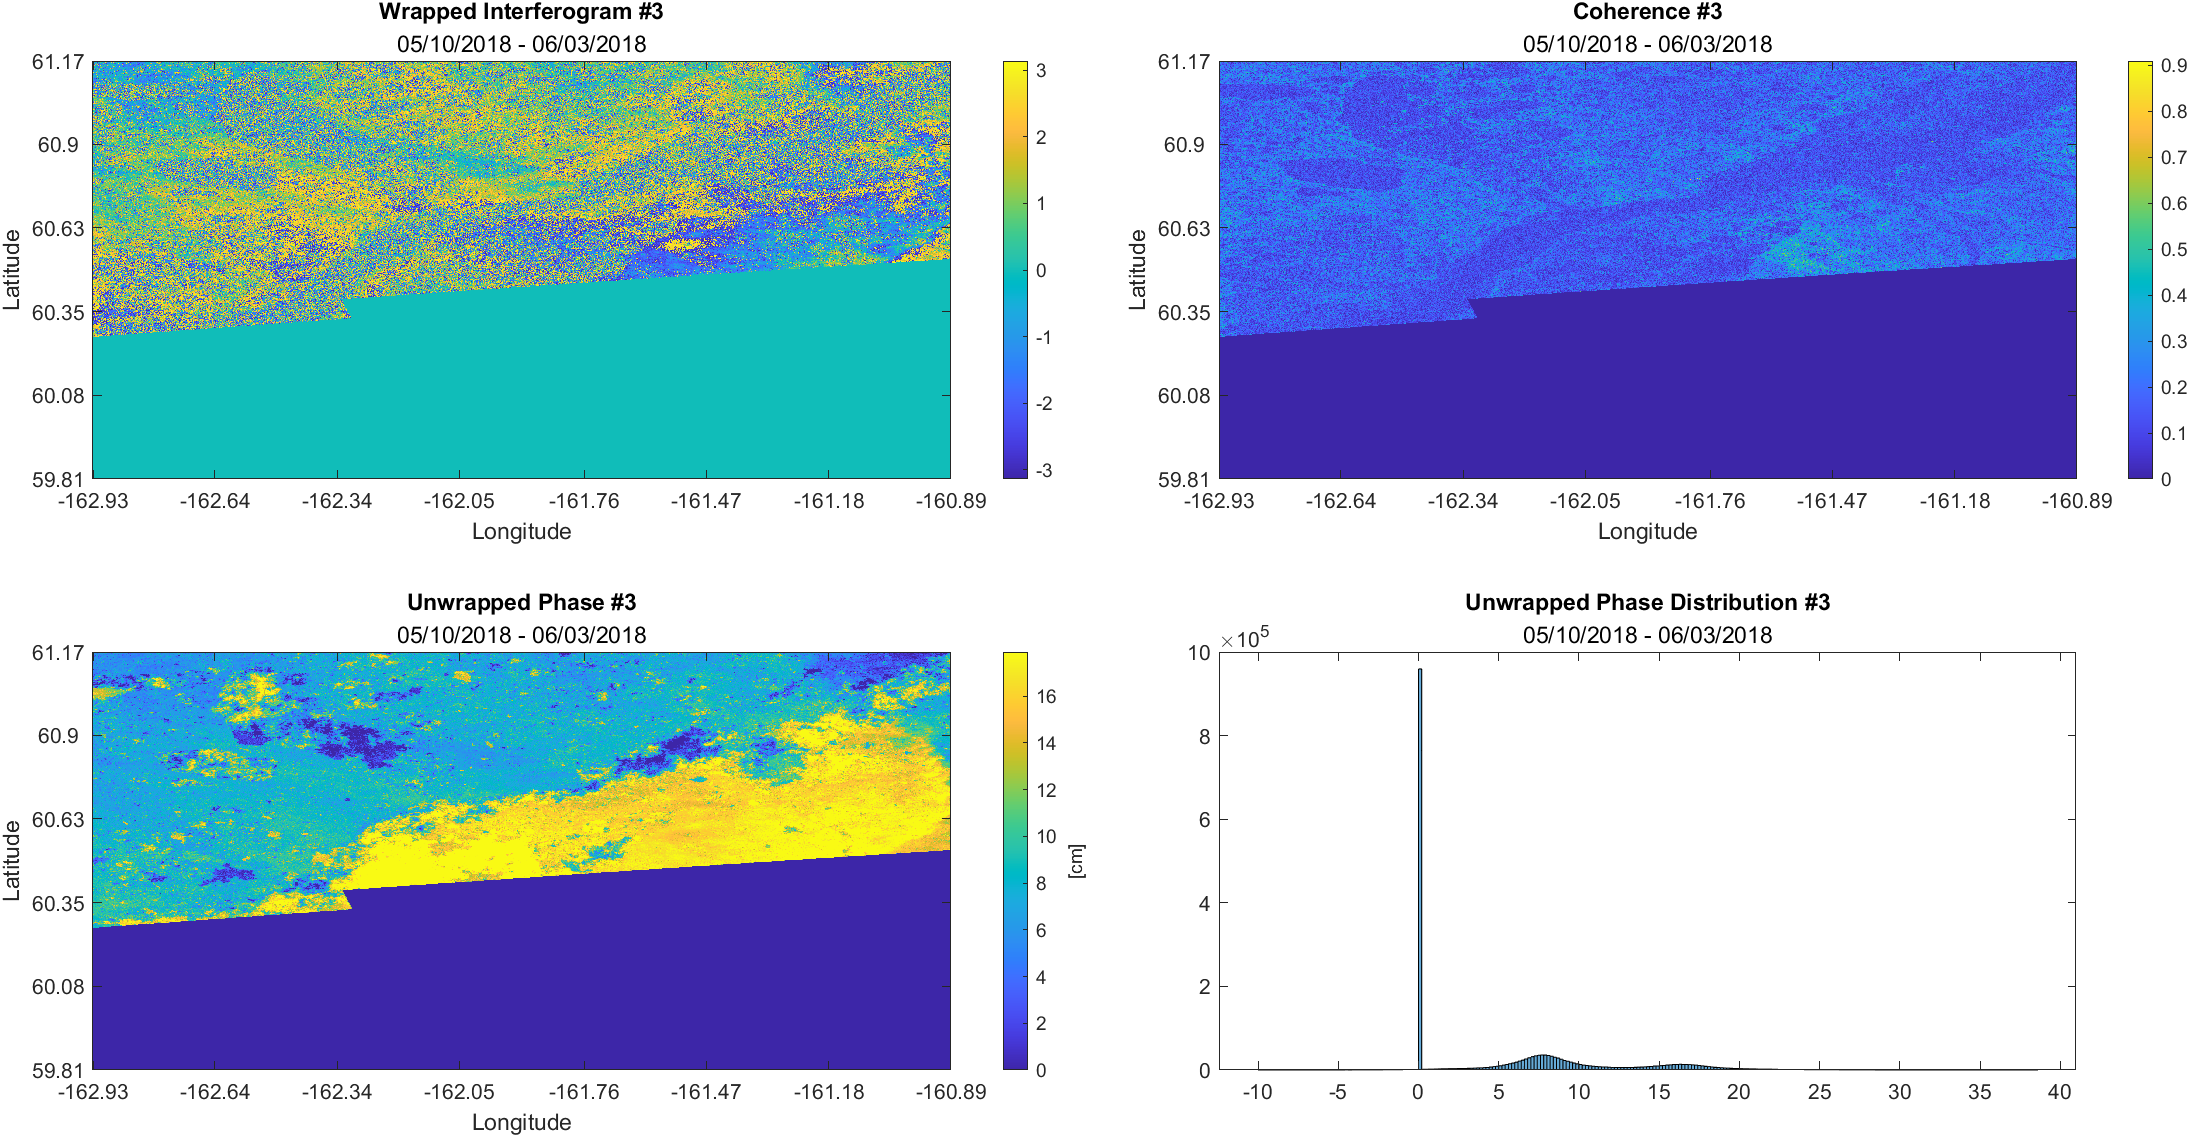 Wrapped Interferogram #3
05/10/2018 - 06/03/2018
61.17
60.9
60.63
60.35
60.08
59.81
Latitude
-162.93 -162.64 -162.34 -162.05 -161.76 -161.47 -161.18 -160.89
Longitude
3
2
1
0
-1
-2
-3
Coherence #3
05/10/2018 - 06/03/2018
61.17
60.9
60.63
60.35
60.08
59.81
Latitude
-162.93 -162.64 -162.34 -162.05 -161.76 -161.47 -161.18 -160.89
Longitude
0.9
0.8
0.7
0.6
0.5
0.4
0.3
0.2
0.1
0
Unwrapped Phase #3
05/10/2018 - 06/03/2018
61.17
60.9
60.63
60.35
60.08
59.81
Latitude
-162.93 -162.64 -162.34 -162.05 -161.76 -161.47 -161.18 -160.89
Longitude
16
14
12
10
8
6
4
2
0
[cm]
Unwrapped Phase Distribution #3
05/10/2018 - 06/03/2018
×10⁵
10
8
6
4
2
0
-10 -5 0 5 10 15 20 25 30 35 40